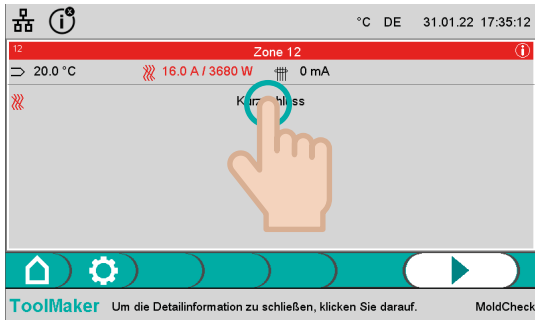 °C DE 31.01.22 17:35:12
12 Zone 12
20.0 °C 16.0 A / 3680 W 0 mA
ToolMaker Um die Detailinformation zu schließen, klicken Sie darauf. MoldCheck